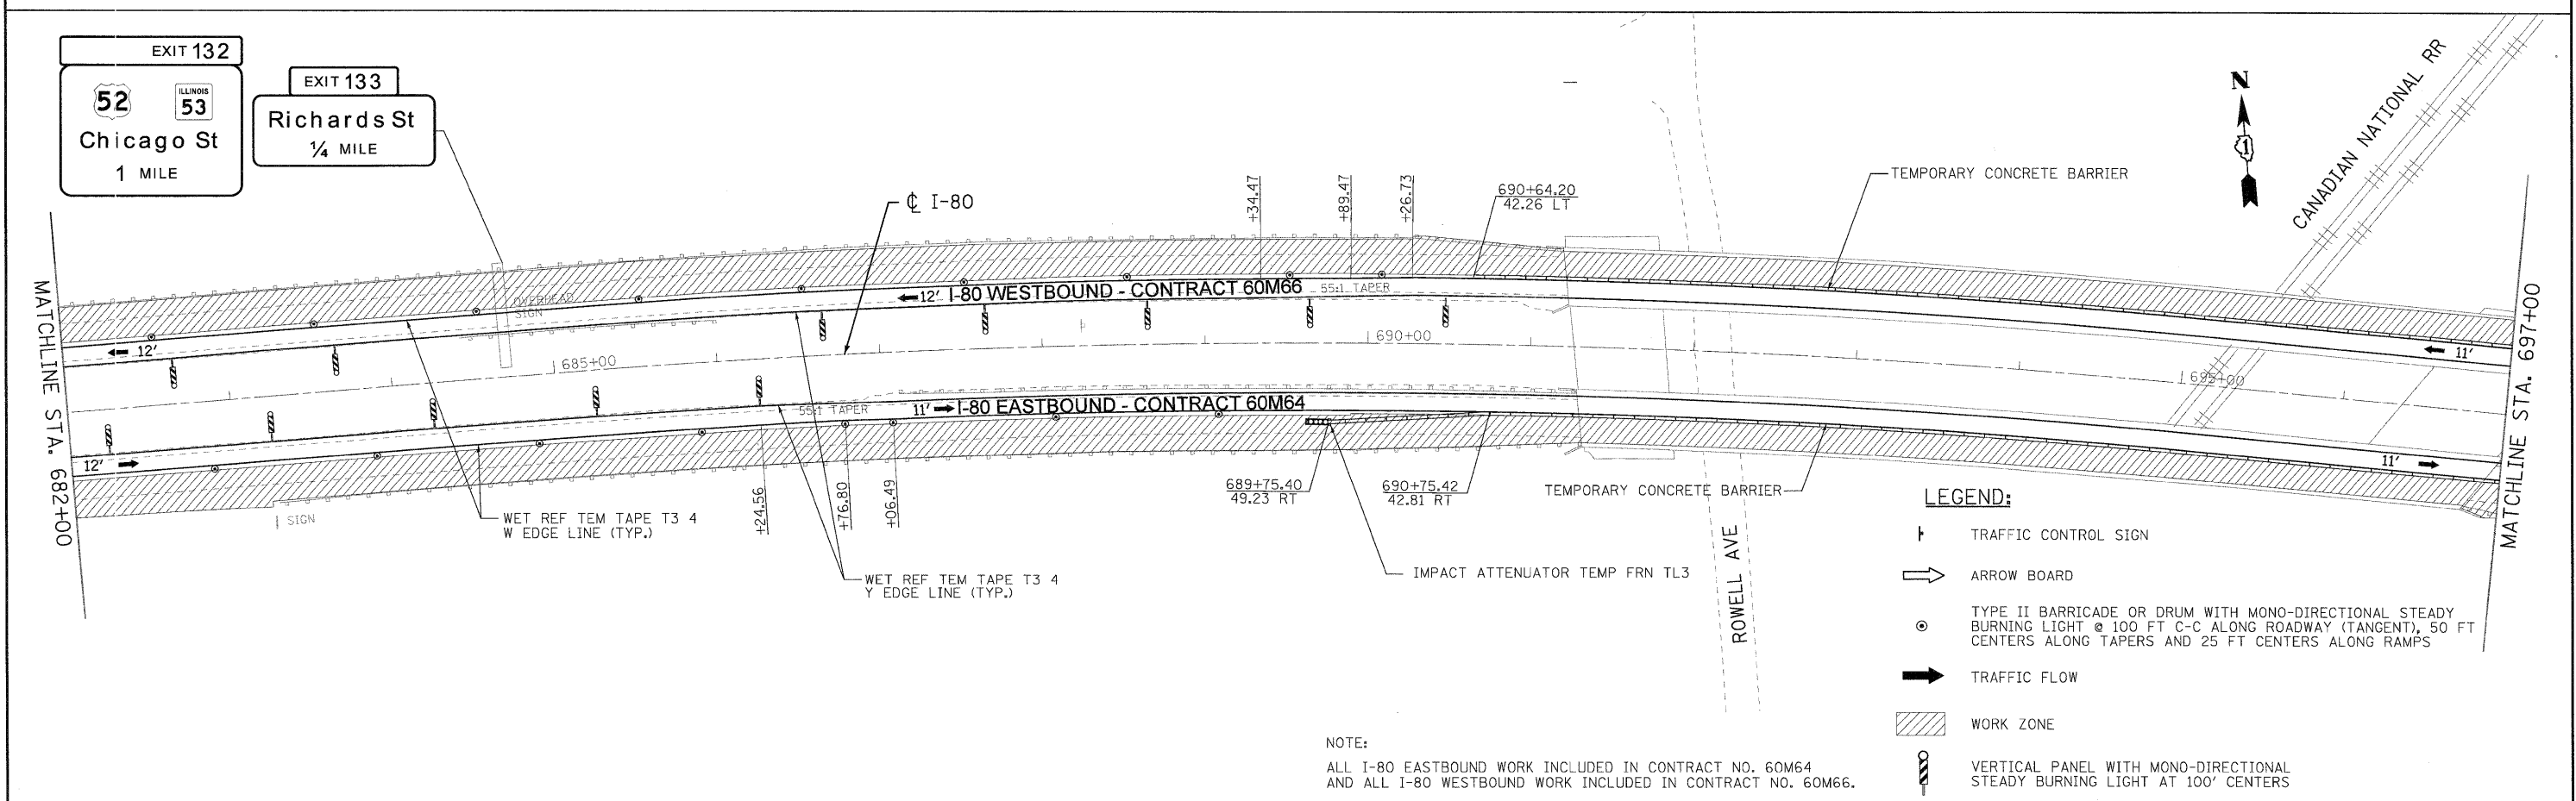 EXIT 132
52
ILLINOIS
53
Chicago St
1 MILE
EXIT 133
Richards St
1/4 MILE
℄ I-80
+34.47
+89.47
+26.73
690+64.20
42.26 LT
TEMPORARY CONCRETE BARRIER
N
1
CANADIAN NATIONAL RR
MATCHLINE STA. 682+00
OVERHEAD
SIGN
12'
12' I-80 WESTBOUND - CONTRACT 60M66
55:1 TAPER
11'
MATCHLINE STA. 697+00
685+00
690+00
695+00
55:1 TAPER
11' I-80 EASTBOUND - CONTRACT 60M64
12'
11'
SIGN
WET REF TEM TAPE T3 4
W EDGE LINE (TYP.)
+24.56
+76.80
+06.49
WET REF TEM TAPE T3 4
Y EDGE LINE (TYP.)
689+75.40
49.23 RT
690+75.42
42.81 RT
TEMPORARY CONCRETE BARRIER
IMPACT ATTENUATOR TEMP FRN TL3
ROWELL AVE
LEGEND:
TRAFFIC CONTROL SIGN
ARROW BOARD
TYPE II BARRICADE OR DRUM WITH MONO-DIRECTIONAL STEADY
BURNING LIGHT @ 100 FT C-C ALONG ROADWAY (TANGENT), 50 FT
CENTERS ALONG TAPERS AND 25 FT CENTERS ALONG RAMPS
TRAFFIC FLOW
WORK ZONE
VERTICAL PANEL WITH MONO-DIRECTIONAL
STEADY BURNING LIGHT AT 100' CENTERS
NOTE:
ALL I-80 EASTBOUND WORK INCLUDED IN CONTRACT NO. 60M64
AND ALL I-80 WESTBOUND WORK INCLUDED IN CONTRACT NO. 60M66.